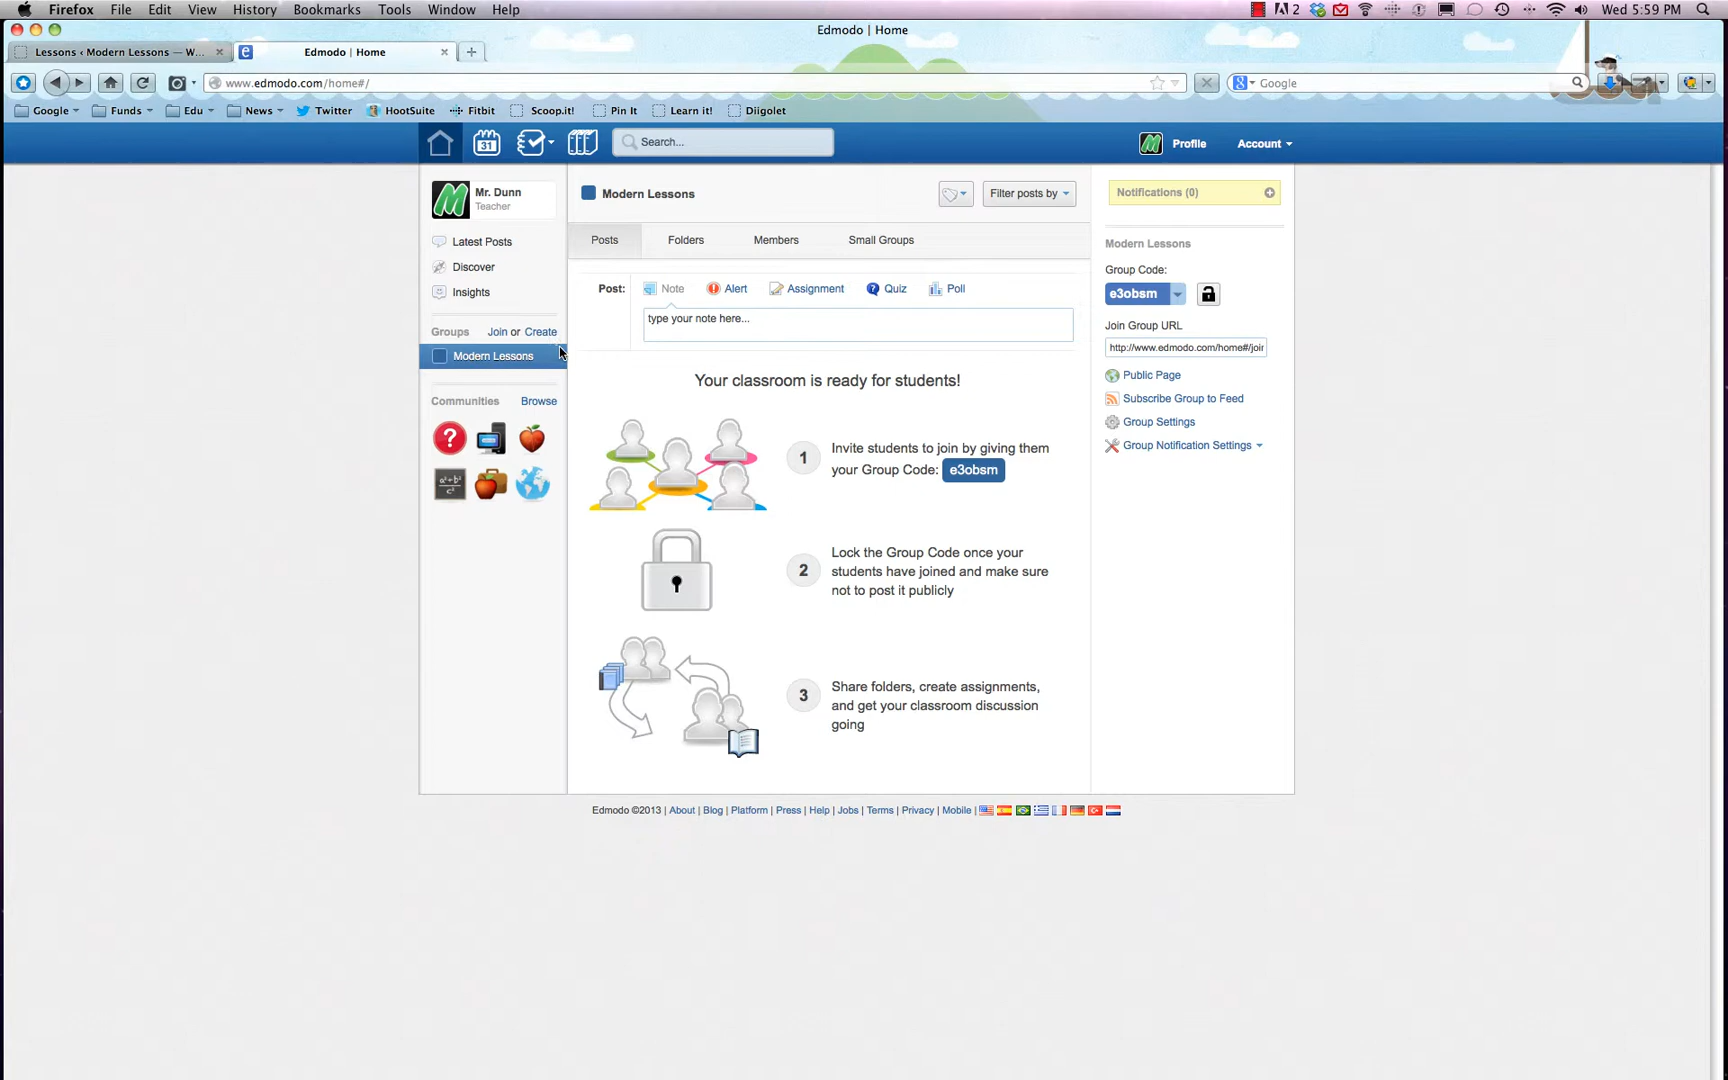 Firefox File Edit View History Bookmarks Tools Window Help 2 Wed 5:59 PM
Edmodo | Home
Lessons ‹ Modern Lessons — W... Edmodo | Home
www.edmodo.com/home#/ Google
Google Funds Edu News Twitter HootSuite Fitbit Scoop.it! Pin It Learn it! Diigolet
31 Search... Profile Account
Mr. Dunn
Teacher
Latest Posts
Discover
Insights
Groups Join or Create
Modern Lessons
Communities Browse
Modern Lessons Filter posts by
Posts Folders Members Small Groups
Post: Note Alert Assignment Quiz Poll
type your note here...
Your classroom is ready for students!
1 Invite students to join by giving them
your Group Code: e3obsm
2 Lock the Group Code once your
students have joined and make sure
not to post it publicly
3 Share folders, create assignments,
and get your classroom discussion
going
Notifications (0)
Modern Lessons
Group Code:
e3obsm
Join Group URL
http://www.edmodo.com/home#/joir
Public Page
Subscribe Group to Feed
Group Settings
Group Notification Settings
Edmodo ©2013 | About | Blog | Platform | Press | Help | Jobs | Terms | Privacy | Mobile |